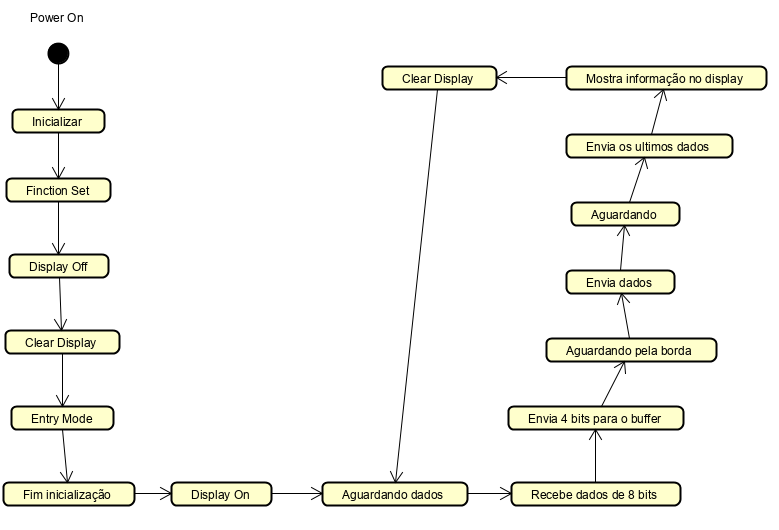 Power On
Inicializar
Finction Set
Display Off
Clear Display
Entry Mode
Fim inicialização
Display On
Aguardando dados
Recebe dados de 8 bits
Envia 4 bits para o buffer
Aguardando pela borda
Envia dados
Aguardando
Envia os ultimos dados
Mostra informação no display
Clear Display